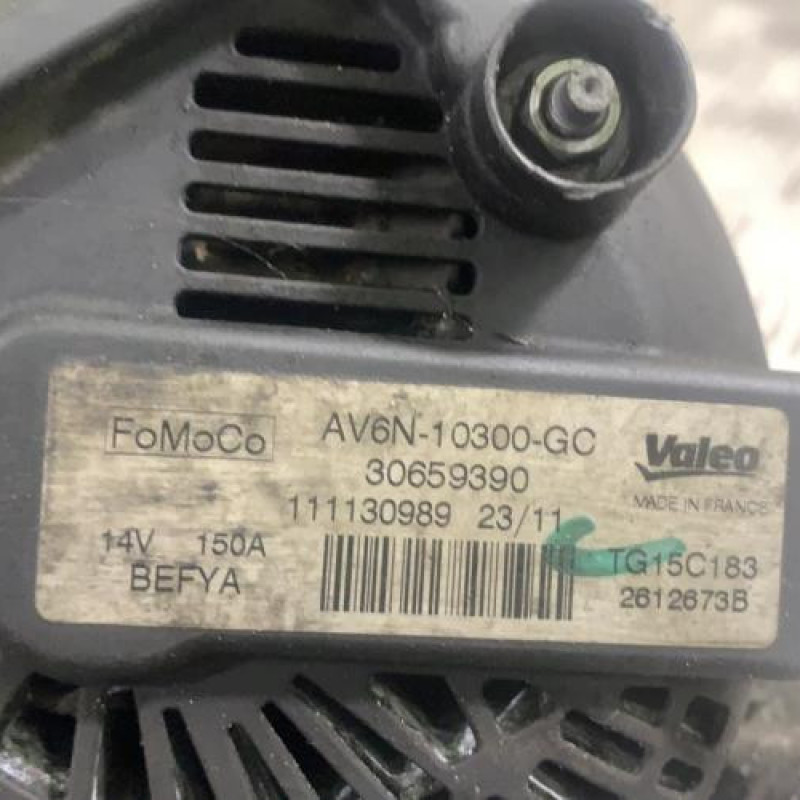 FoMoCo
AV6N-10300-GC
30659390
111130989 23/11
14V 150A
BEFYA
Valeo
MADE IN FRANCE
TG15C183
2612673B